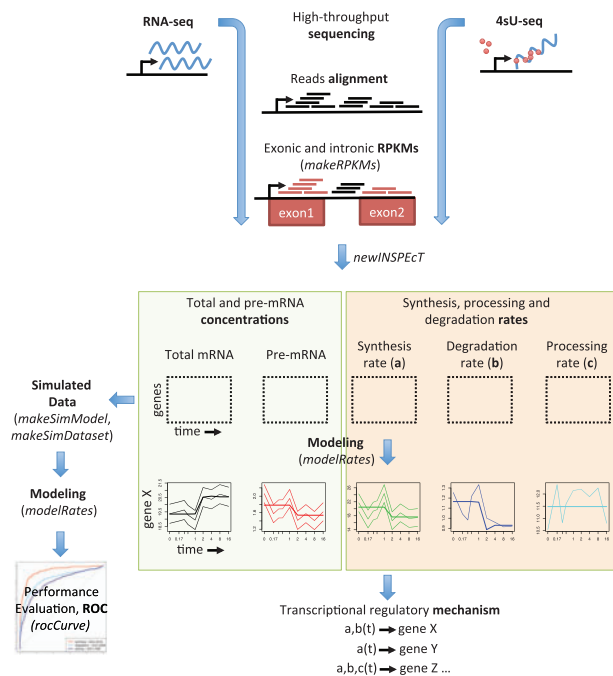 RNA-seq
High-throughput
sequencing
4sU-seq
Reads alignment
Exonic and intronic RPKMs
(makeRPKMs)
exon1
exon2
newINSPEcT
Total and pre-mRNA
concentrations
Synthesis, processing and
degradation rates
Total mRNA
Pre-mRNA
Synthesis
rate (a)
Degradation
rate (b)
Processing
rate (c)
genes
time
Simulated
Data
(makeSimModel,
makeSimDataset)
Modeling
(modelRates)
Modeling
(modelRates)
gene X
time
Performance
Evaluation, ROC
(rocCurve)
Transcriptional regulatory mechanism
a,b(t) gene X
a(t) gene Y
a,b,c(t) gene Z ...